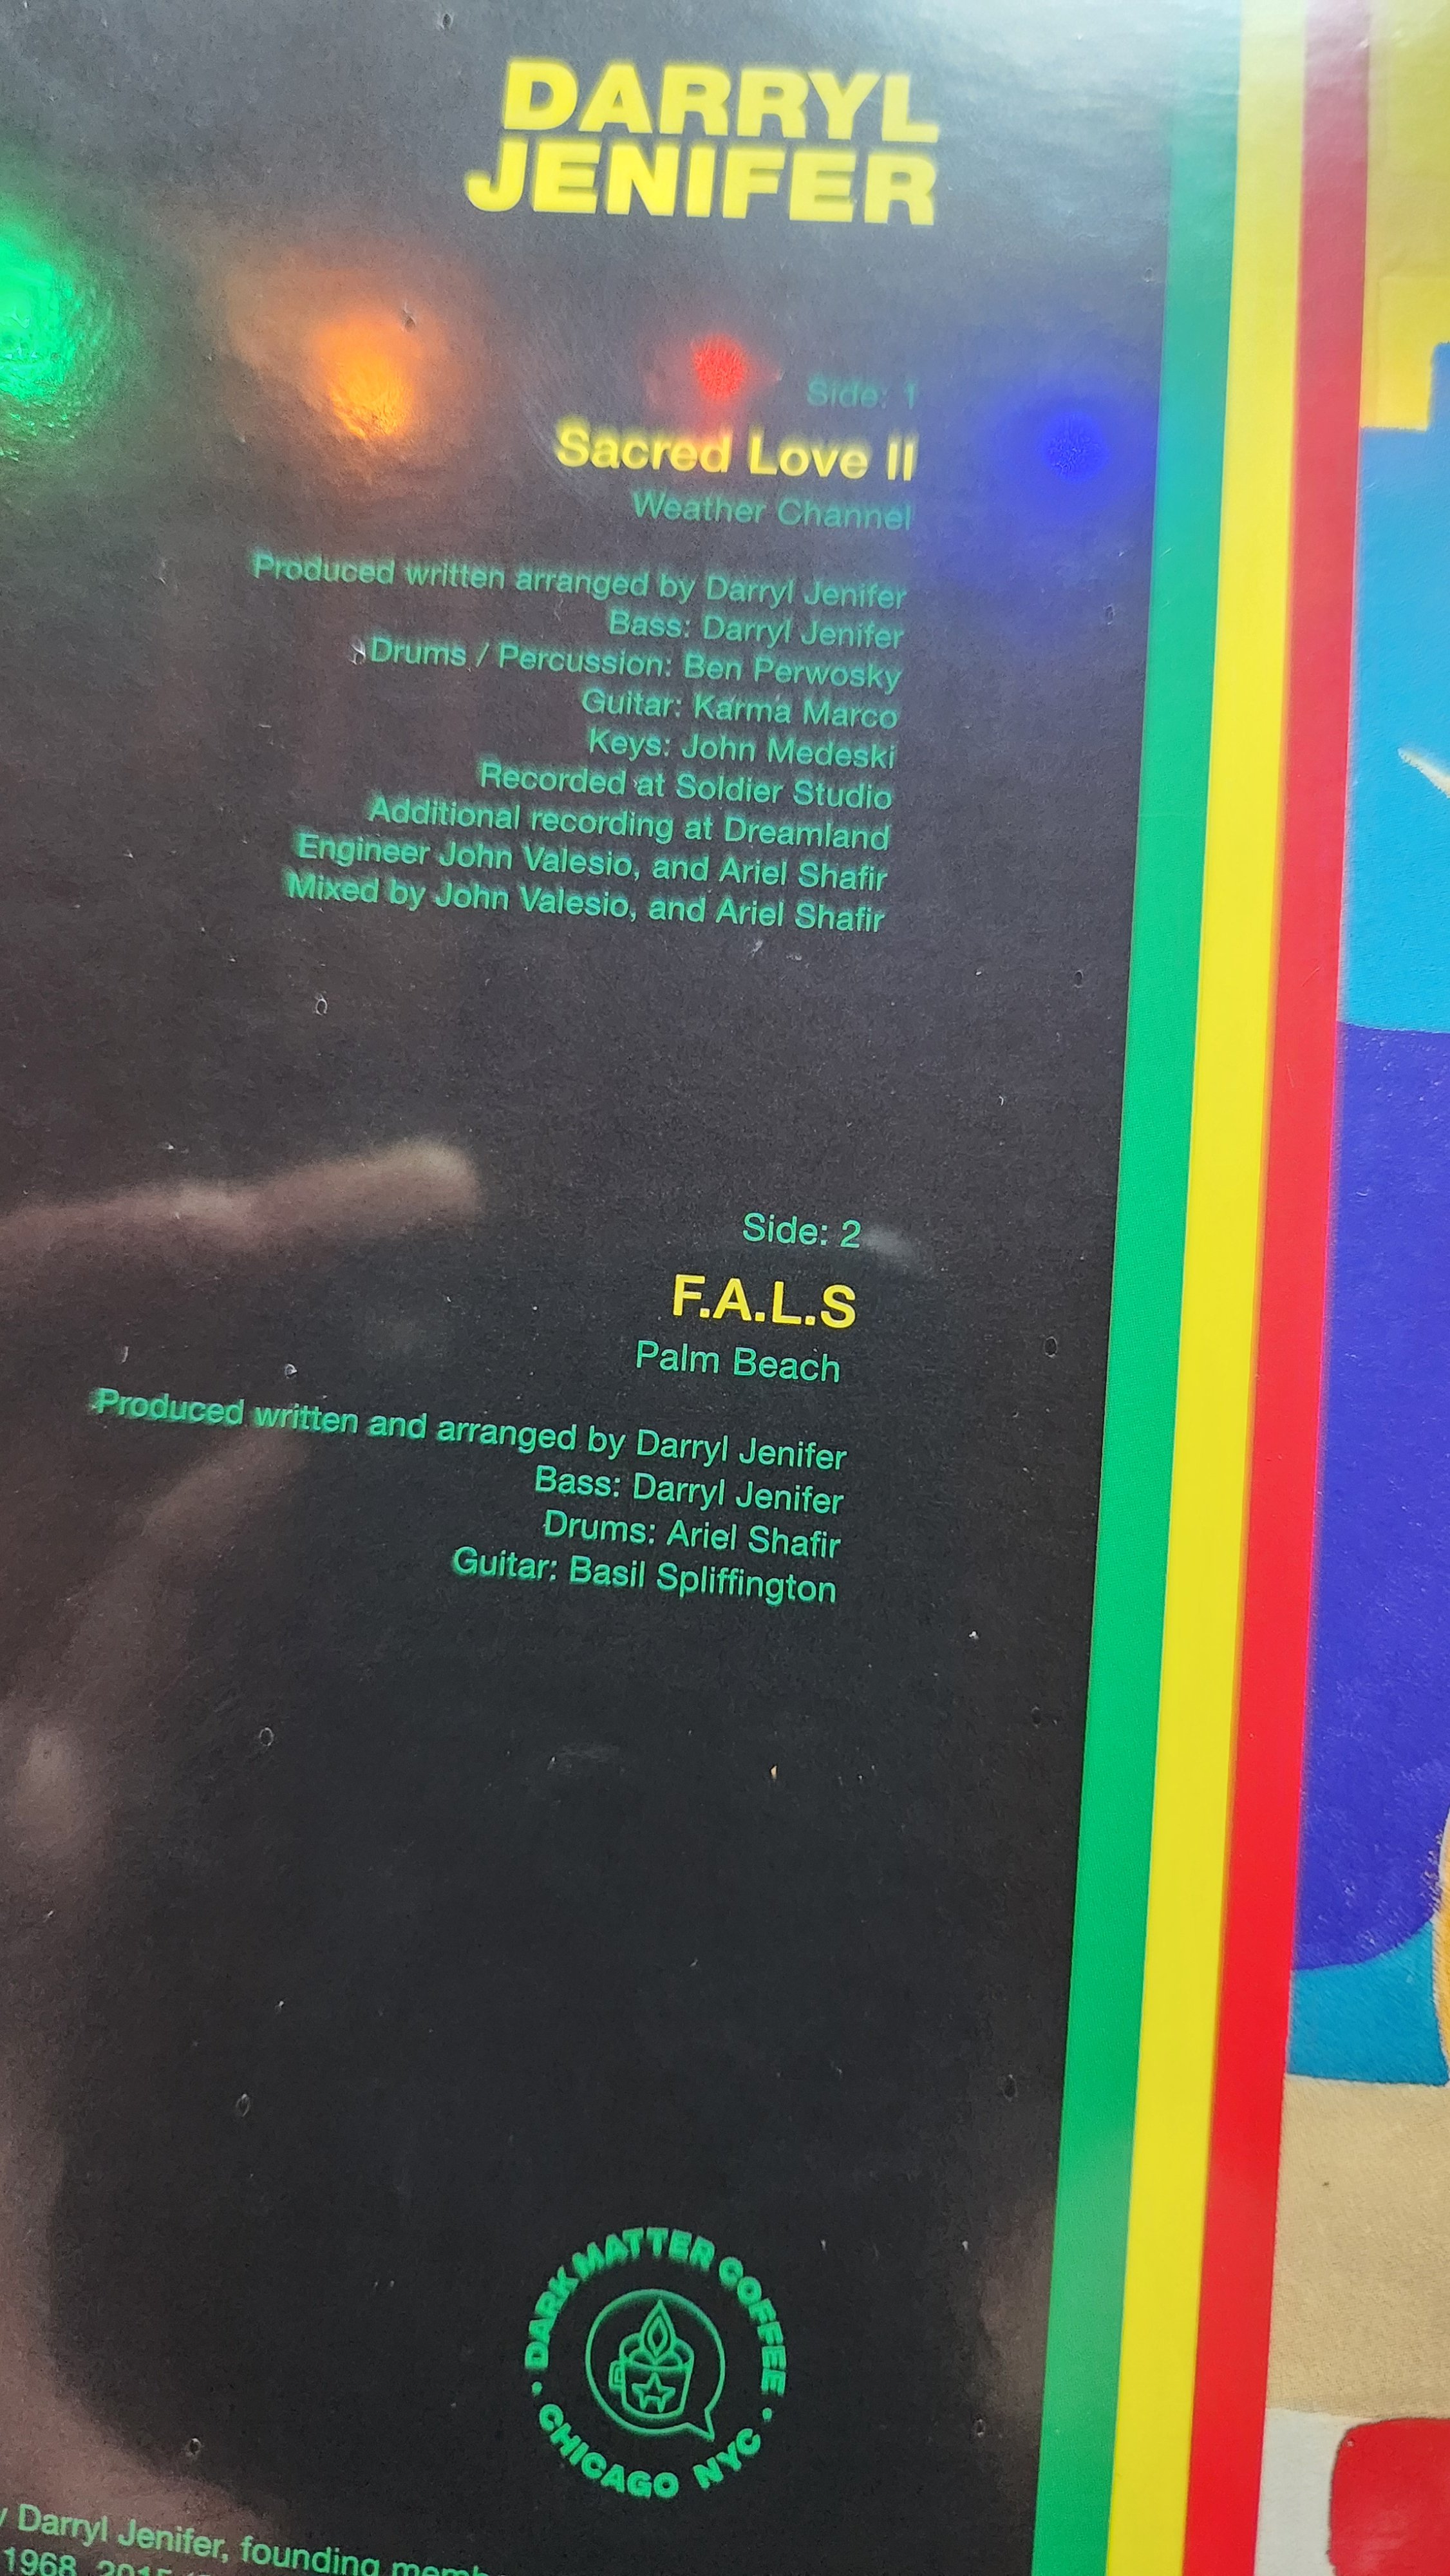 DARRYL
JENIFER
Side: 1
Sacred Love II
Weather Channel
Produced written arranged by Darryl Jenifer
Bass: Darryl Jenifer
Drums / Percussion: Ben Perwosky
Guitar: Karma Marco
Keys: John Medeski
Recorded at Soldier Studio
Additional recording at Dreamland
Engineer John Valesio, and Ariel Shafir
Mixed by John Valesio, and Ariel Shafir
Side: 2
F.A.L.S
Palm Beach
Produced written and arranged by Darryl Jenifer
Bass: Darryl Jenifer
Drums: Ariel Shafir
Guitar: Basil Spliffington
DARK MATTER COFFEE
• CHICAGO NYC •
Darryl Jenifer, founding
1968